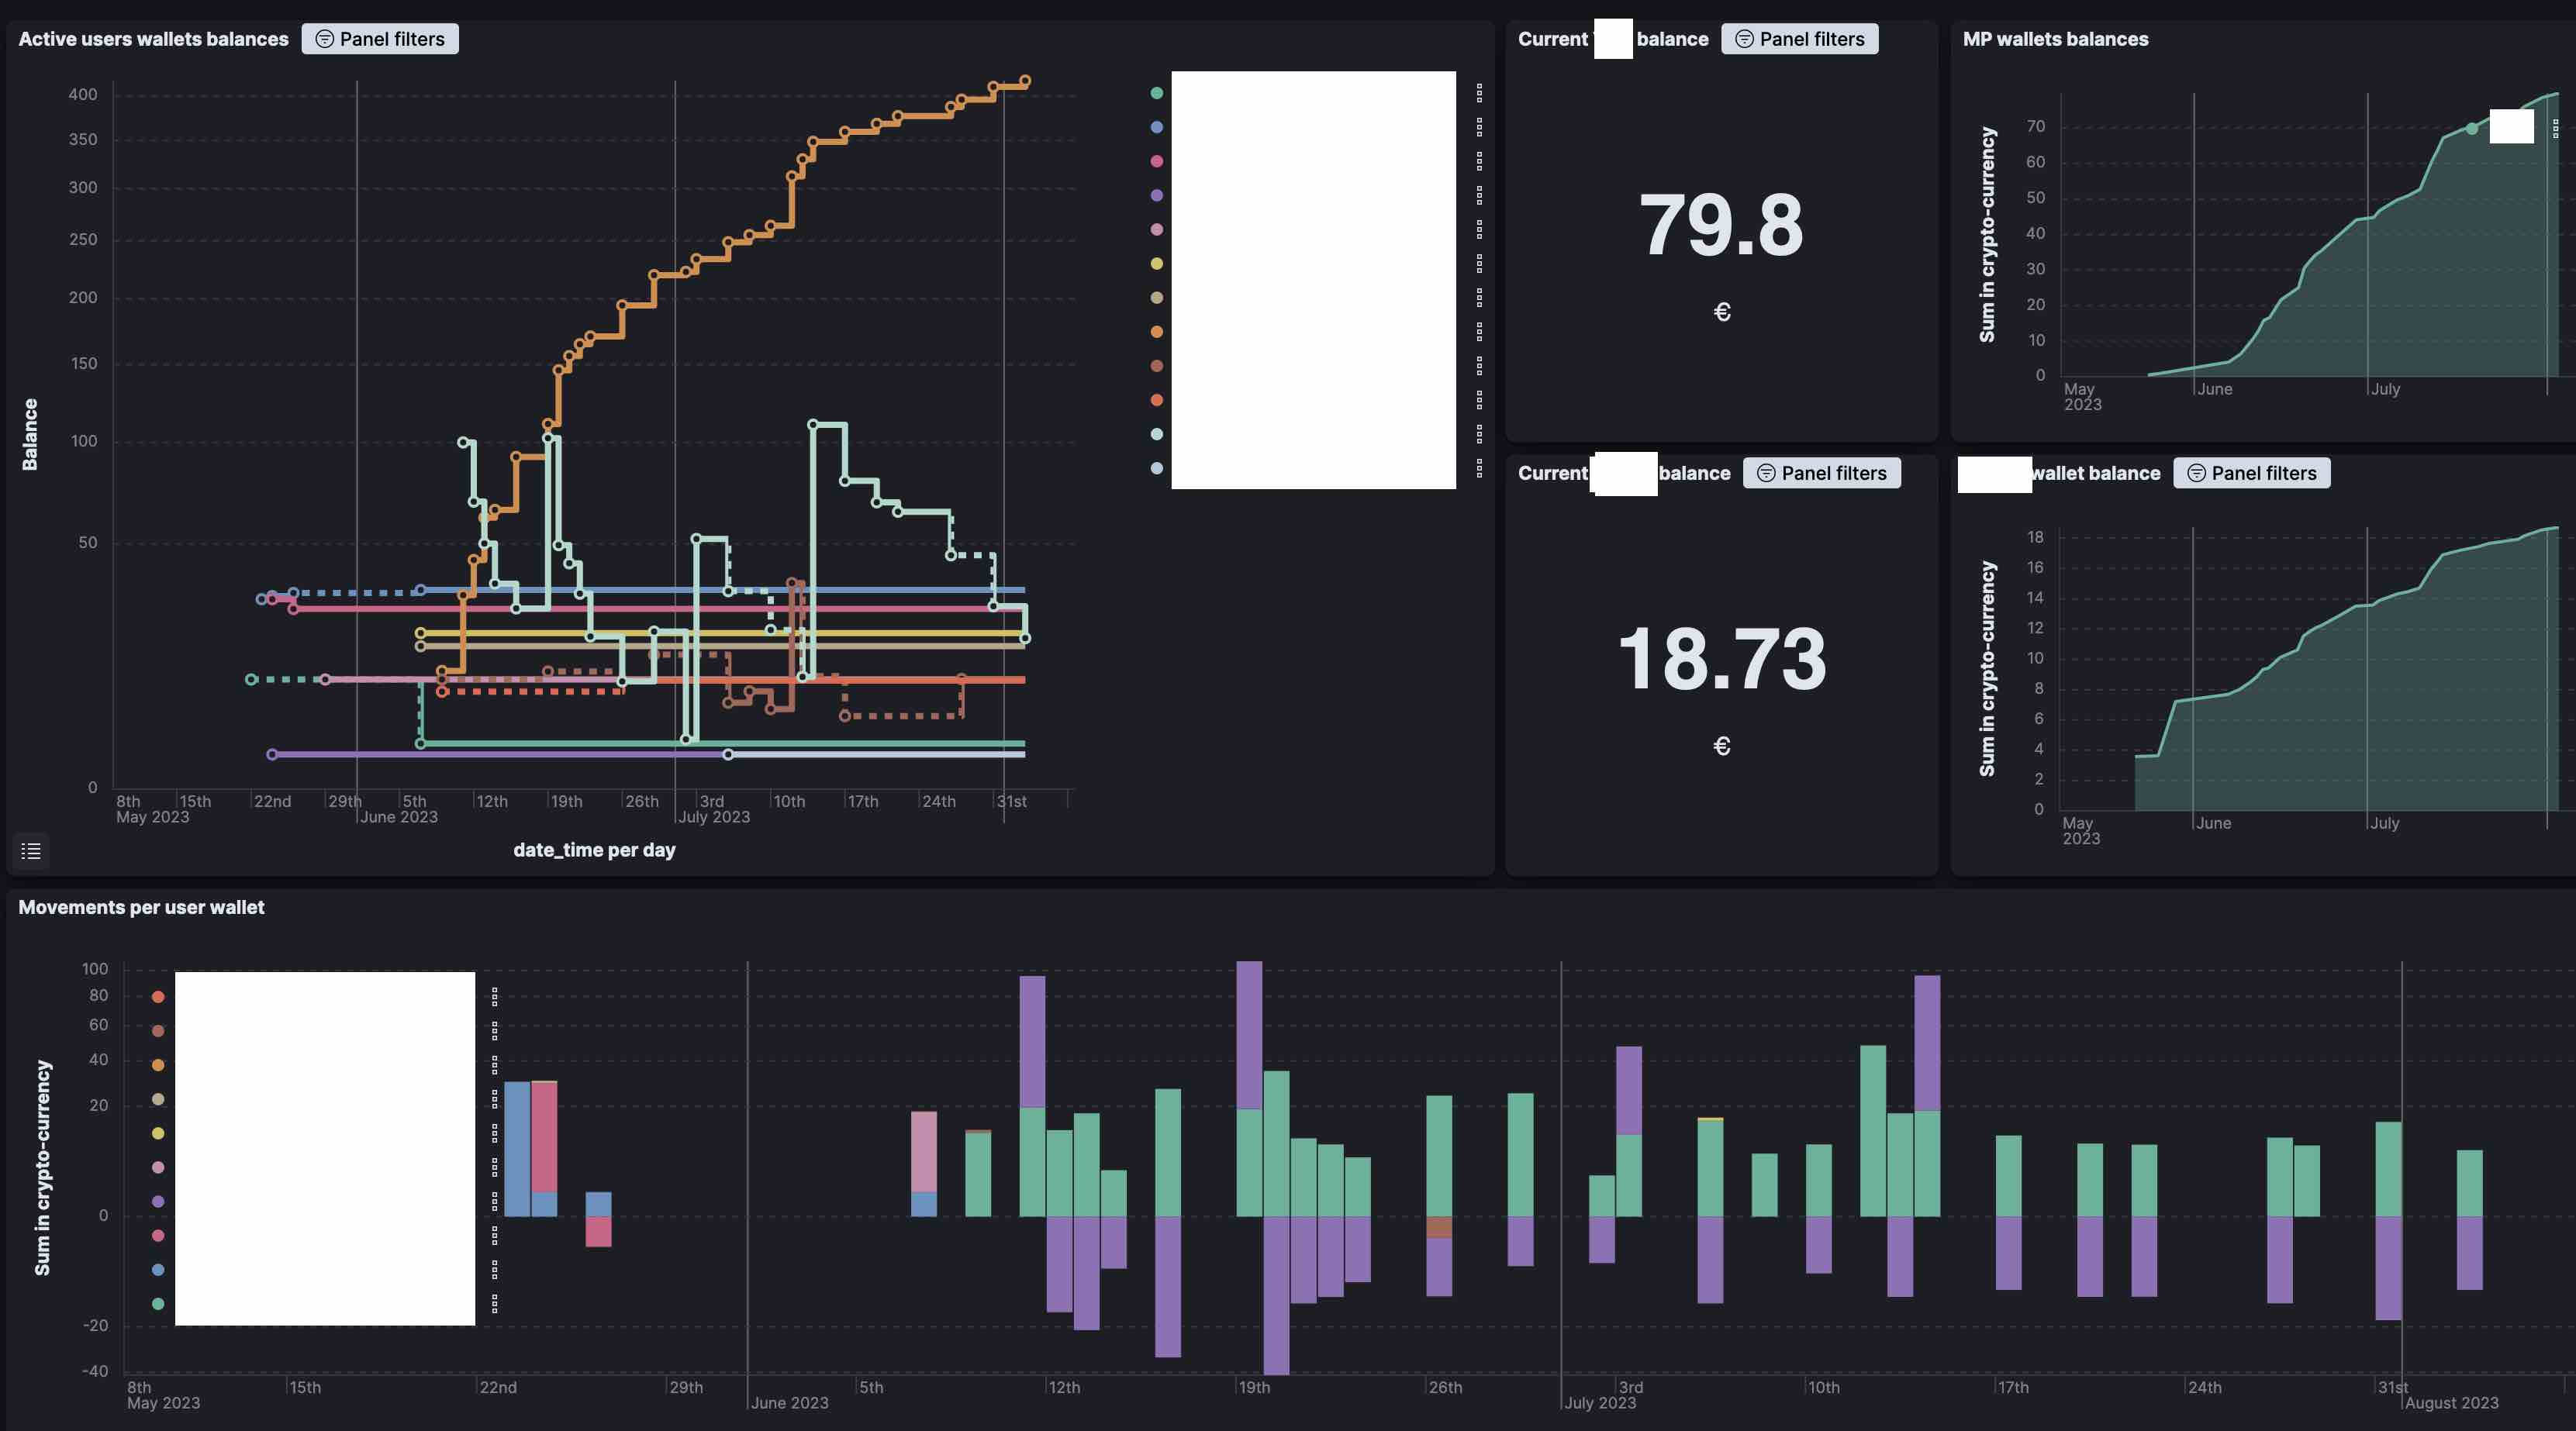 Active users wallets balances
Panel filters
Balance
400
350
300
250
200
150
100
50
0
8th
15th
22nd
29th
5th
12th
19th
26th
3rd
10th
17th
24th
31st
May 2023
June 2023
July 2023
date_time per day
Current balance
Panel filters
79.8
€
MP wallets balances
Sum in crypto-currency
70
60
50
40
30
20
10
0
May
June
July
2023
Current balance
Panel filters
18.73
€
wallet balance
Panel filters
Sum in crypto-currency
18
16
14
12
10
8
6
4
2
0
May
June
July
2023
Movements per user wallet
Sum in crypto-currency
100
80
60
40
20
0
-20
-40
8th
15th
22nd
29th
5th
12th
19th
26th
3rd
10th
17th
24th
31st
May 2023
June 2023
July 2023
August 2023